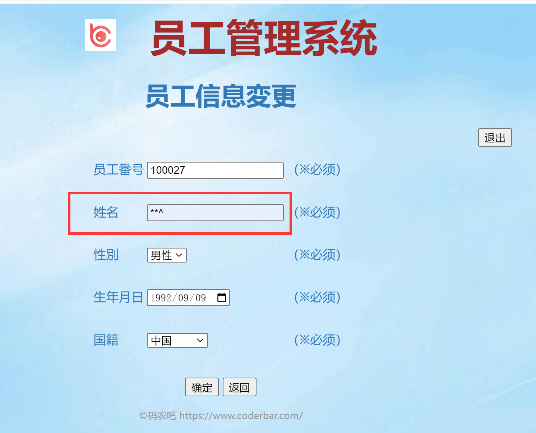 员工管理系统
员工信息変更
退出
员工番号 100027 (※必须)
姓名 **^ (※必须)
性別 男性 (※必须)
生年月日 1992/09/09 (※必须)
国籍 中国 (※必须)
确定 返回
©码农吧 https://www.coderbar.com/